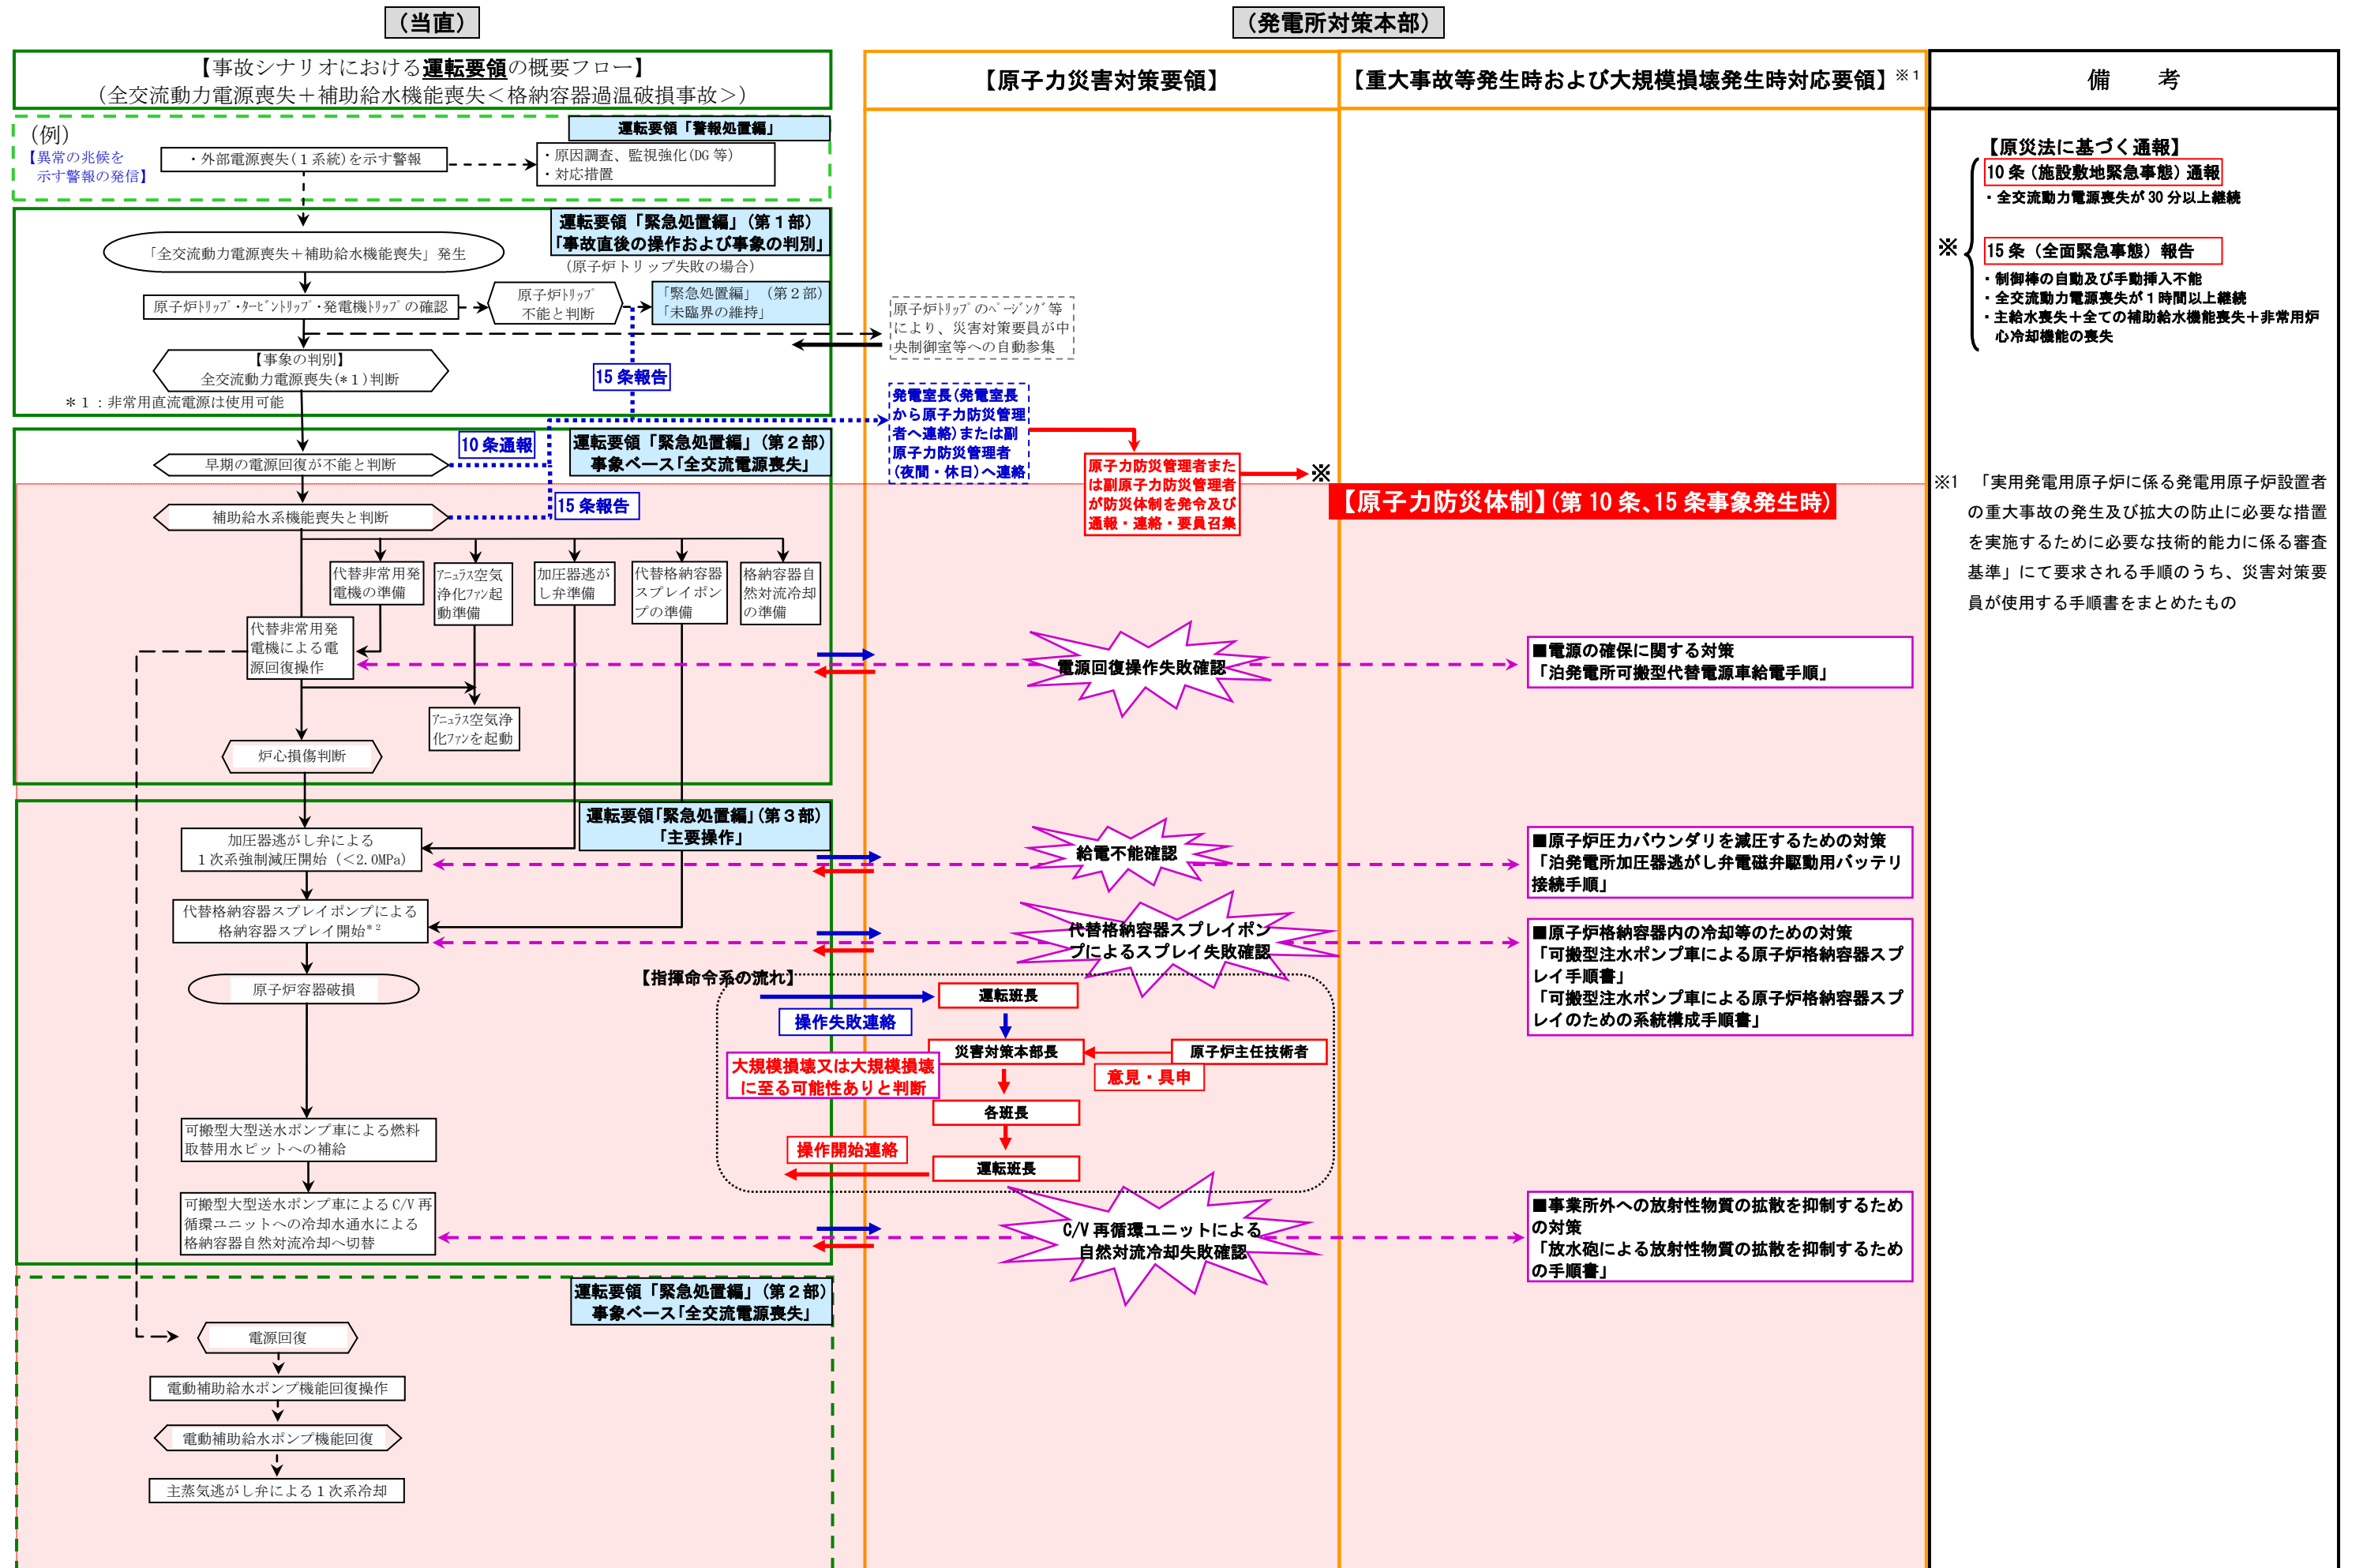 （当直）
（発電所対策本部）
【事故シナリオにおける運転要領の概要フロー】
（全交流動力電源喪失＋補助給水機能喪失＜格納容器過温破損事故＞）
【原子力災害対策要領】
【重大事故等発生時および大規模損壊発生時対応要領】※１
備　　考
（例）
【異常の兆候を
示す警報の発信】
・外部電源喪失(１系統)を示す警報
運転要領「警報処置編」
・原因調査、監視強化(DG 等)
・対応措置
運転要領「緊急処置編」（第１部）
「事故直後の操作および事象の判別」
「全交流動力電源喪失＋補助給水機能喪失」発生
（原子炉トリップ失敗の場合）
原子炉ﾄﾘｯﾌﾟ・ﾀｰﾋﾞﾝﾄﾘｯﾌﾟ・発電機ﾄﾘｯﾌﾟの確認
原子炉ﾄﾘｯﾌﾟ
不能と判断
「緊急処置編」（第２部）
「未臨界の維持」
【事象の判別】
全交流動力電源喪失(＊１)判断
＊１：非常用直流電源は使用可能
15 条報告
原子炉ﾄﾘｯﾌﾟのﾍﾟｰｼﾞﾝｸﾞ等
により、災害対策要員が中
央制御室等への自動参集
発電室長(発電室長
から原子力防災管理
者へ連絡)または副
原子力防災管理者
(夜間・休日)へ連絡
原子力防災管理者また
は副原子力防災管理者
が防災体制を発令及び
通報・連絡・要員召集
※
【原子力防災体制】(第 10 条、15 条事象発生時)
運転要領「緊急処置編」（第２部）
事象ベース「全交流電源喪失」
早期の電源回復が不能と判断
10 条通報
補助給水系機能喪失と判断
15 条報告
代替非常用発
電機の準備
ｱﾆｭﾗｽ空気
浄化ﾌｧﾝ起
動準備
加圧器逃が
し弁準備
代替格納容器
スプレイポン
プの準備
格納容器自
然対流冷却
の準備
代替非常用発
電機による電
源回復操作
ｱﾆｭﾗｽ空気浄
化ﾌｧﾝを起動
炉心損傷判断
電源回復操作失敗確認
■電源の確保に関する対策
「泊発電所可搬型代替電源車給電手順」
運転要領「緊急処置編」（第３部）
「主要操作」
加圧器逃がし弁による
１次系強制減圧開始（<2.0MPa）
給電不能確認
■原子炉圧力バウンダリを減圧するための対策
「泊発電所加圧器逃がし弁電磁弁駆動用バッテリ
接続手順」
代替格納容器スプレイポンプによる
格納容器スプレイ開始＊２
代替格納容器スプレイポン
プによるスプレイ失敗確認
■原子炉格納容器内の冷却等のための対策
「可搬型注水ポンプ車による原子炉格納容器スプ
レイ手順書」
「可搬型注水ポンプ車による原子炉格納容器スプ
レイのための系統構成手順書」
原子炉容器破損
【指揮命令系の流れ】
運転班長
操作失敗連絡
災害対策本部長
原子炉主任技術者
大規模損壊又は大規模損壊
に至る可能性ありと判断
意見・具申
各班長
操作開始連絡
運転班長
可搬型大型送水ポンプ車による燃料
取替用水ピットへの補給
可搬型大型送水ポンプ車による C/V 再
循環ユニットへの冷却水通水による
格納容器自然対流冷却へ切替
C/V 再循環ユニットによる
自然対流冷却失敗確認
■事業所外への放射性物質の拡散を抑制するため
の対策
「放水砲による放射性物質の拡散を抑制するため
の手順書」
運転要領「緊急処置編」（第２部）
事象ベース「全交流電源喪失」
電源回復
電動補助給水ポンプ機能回復操作
電動補助給水ポンプ機能回復
主蒸気逃がし弁による１次系冷却
【原災法に基づく通報】
10 条（施設敷地緊急事態）通報
・全交流動力電源喪失が 30 分以上継続
※
15 条（全面緊急事態）報告
・制御棒の自動及び手動挿入不能
・全交流動力電源喪失が１時間以上継続
・主給水喪失＋全ての補助給水機能喪失＋非常用炉
心冷却機能の喪失
※1　「実用発電用原子炉に係る発電用原子炉設置者
の重大事故の発生及び拡大の防止に必要な措置
を実施するために必要な技術的能力に係る審査
基準」にて要求される手順のうち、災害対策要
員が使用する手順書をまとめたもの